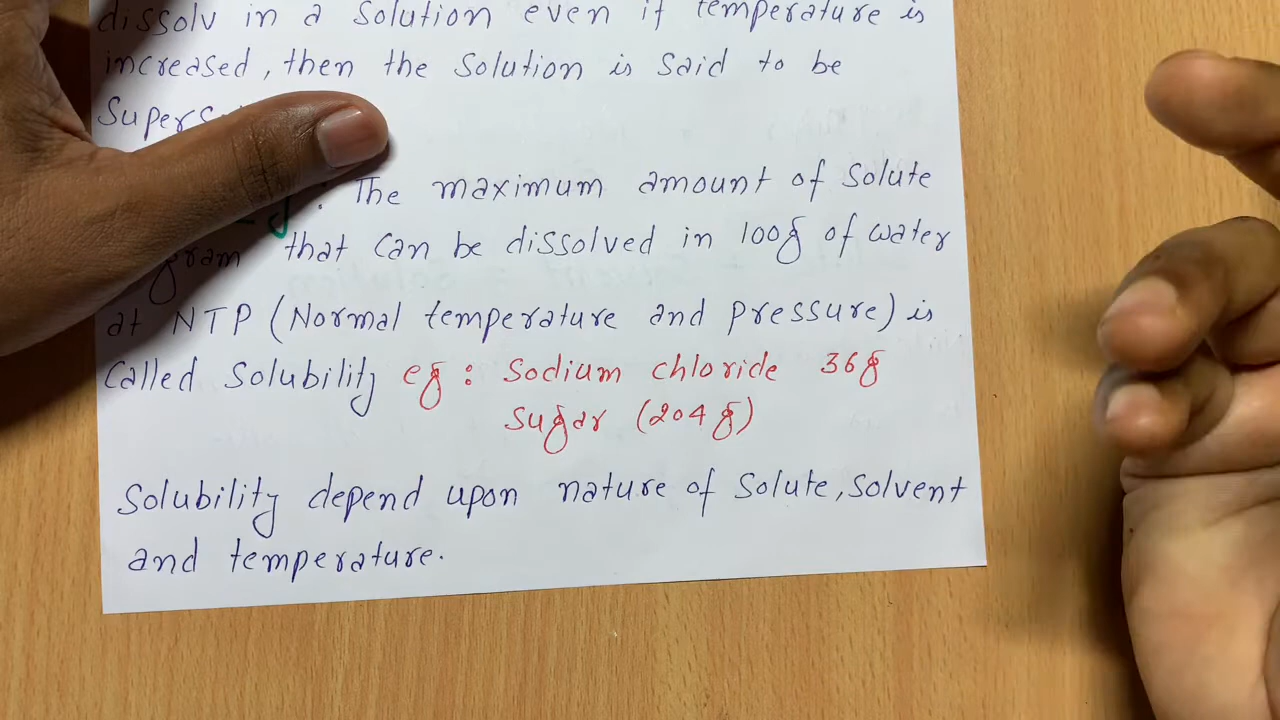 dissolv in a Solution even if temperature is
increased, then the Solution is Said to be
: The maximum amount of Solute
gram that Can be dissolved in 100g of water
at NTP (Normal temperature and pressure) is
Called Solubility eg : Sodium chloride 36g
Sugar (204g)
Solubility depend upon nature of Solute, Solvent
and temperature.